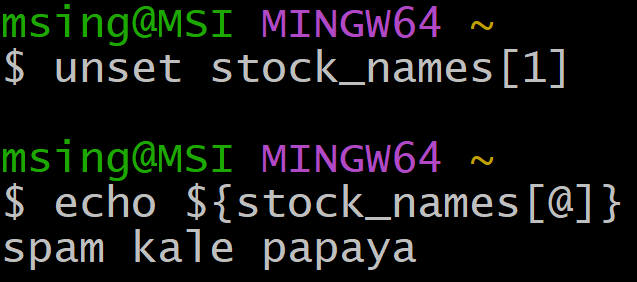 msing@MSI MINGW64 ~
$ unset stock_names[1]
msing@MSI MINGW64 ~
$ echo ${stock_names[@]}
spam kale papaya